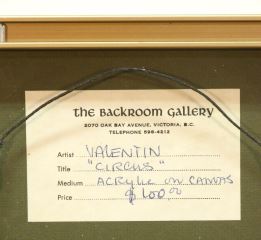 THE BACKROOM GALLERY
2070 OAK BAY AVENUE, VICTORIA, B.C.
TELEPHONE 598-4212
Artist VALENTIN
Title "CIRCUS"
Medium ACRYLIC ON CANVAS
Price $100.00